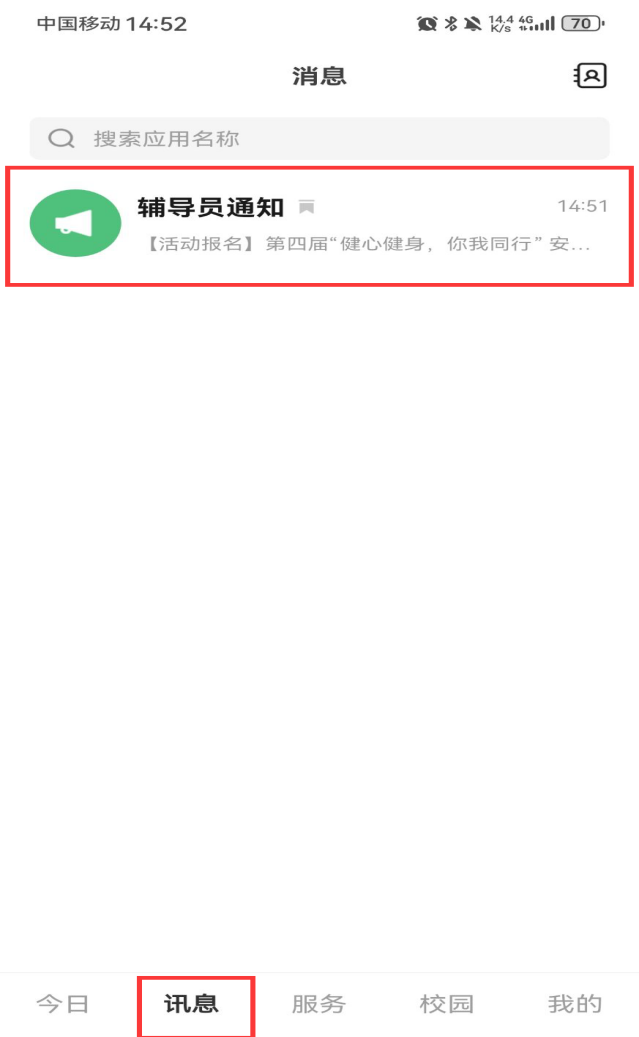 中国移动 14:52 14.4 K/s 4G 70
消息
搜索应用名称
辅导员通知 14:51
【活动报名】第四届“健心健身，你我同行” 安...
今日 讯息 服务 校园 我的